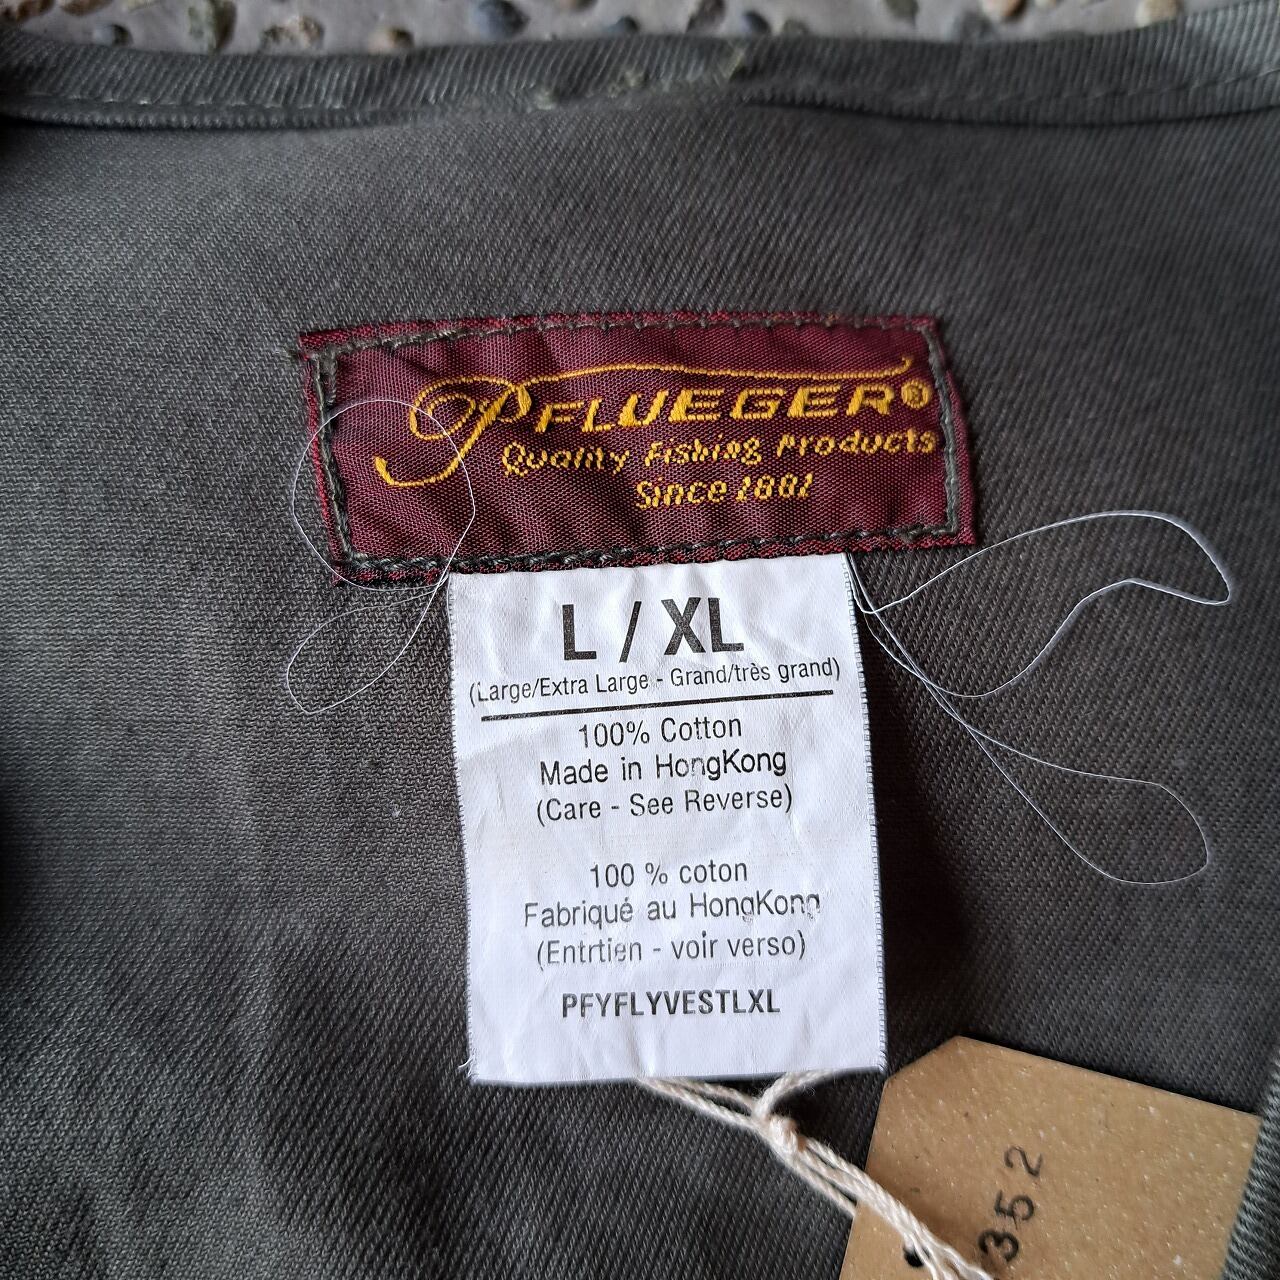 PFLUEGER®
Quality Fishing Products
Since 1881
L / XL
(Large/Extra Large - Grand/très grand)
100% Cotton
Made in HongKong
(Care - See Reverse)
100 % coton
Fabriqué au HongKong
(Entrtien - voir verso)
PFYFLYVESTLXL
352